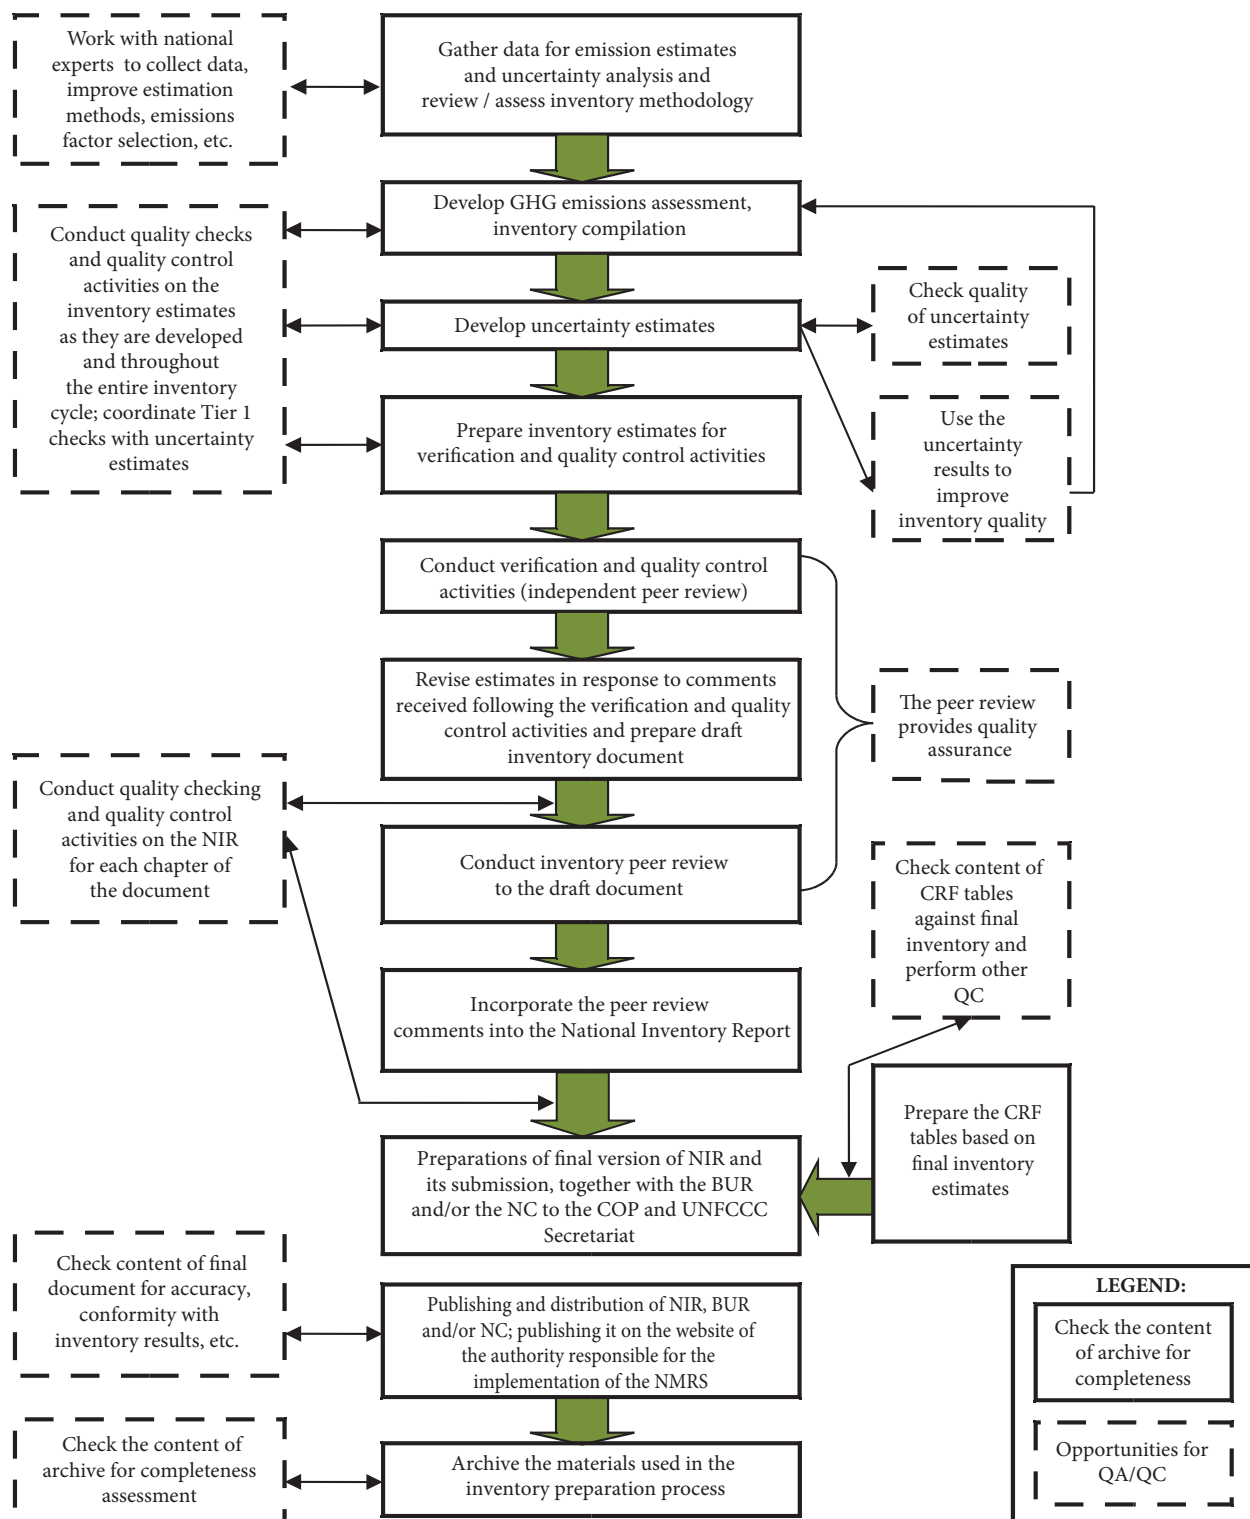 Work with national
experts to collect data,
improve estimation
methods, emissions
factor selection, etc.
Gather data for emission estimates
and uncertainty analysis and
review / assess inventory methodology
Develop GHG emissions assessment,
inventory compilation
Conduct quality checks
and quality control
activities on the
inventory estimates
as they are developed
and throughout
the entire inventory
cycle; coordinate Tier 1
checks with uncertainty
estimates
Develop uncertainty estimates
Check quality
of uncertainty
estimates
Prepare inventory estimates for
verification and quality control activities
Use the
uncertainty
results to
improve
inventory quality
Conduct verification and quality control
activities (independent peer review)
Revise estimates in response to comments
received following the verification and quality
control activities and prepare draft
inventory document
The peer review
provides quality
assurance
Conduct quality checking
and quality control
activities on the NIR
for each chapter of
the document
Conduct inventory peer review
to the draft document
Check content of
CRF tables
against final
inventory and
perform other
QC
Incorporate the peer review
comments into the National Inventory Report
Prepare the CRF
tables based on
final inventory
estimates
Preparations of final version of NIR and
its submission, together with the BUR
and/or the NC to the COP and UNFCCC
Secretariat
Check content of final
document for accuracy,
conformity with
inventory results, etc.
Publishing and distribution of NIR, BUR
and/or NC; publishing it on the website of
the authority responsible for the
implementation of the NMRS
Check the content of
archive for completeness
assessment
Archive the materials used in the
inventory preparation process
LEGEND:
Check the content
of archive for
completeness
Opportunities for
QA/QC